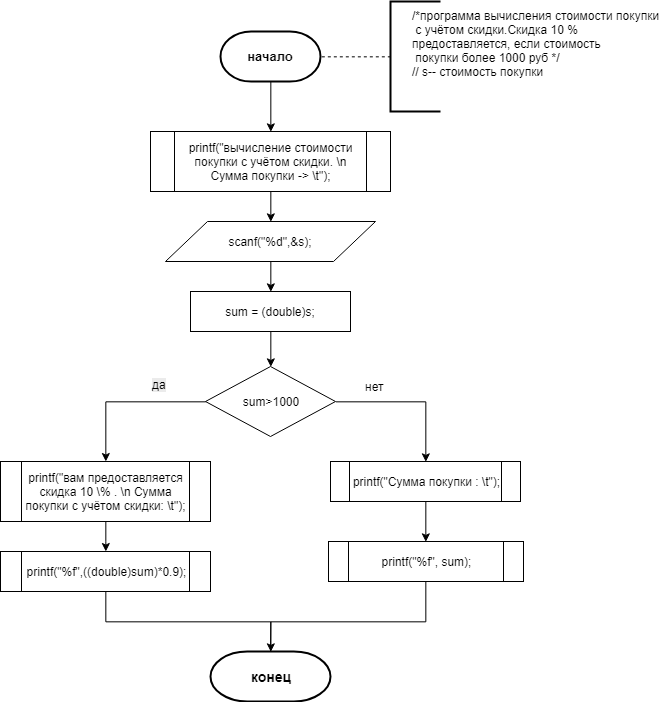 /*программа вычисления стоимости покупки
с учётом скидки.Скидка 10 %
предоставляется, если стоимость
покупки более 1000 руб */
// s-- стоимость покупки
начало
printf("вычисление стоимости
покупки с учётом скидки. \n
Сумма покупки -> \t");
scanf("%d",&s);
sum = (double)s;
sum>1000
да
нет
printf("вам предоставляется
скидка 10 \% . \n Сумма
покупки с учётом скидки: \t");
printf("Сумма покупки : \t");
printf("%f",((double)sum)*0.9);
printf("%f", sum);
конец